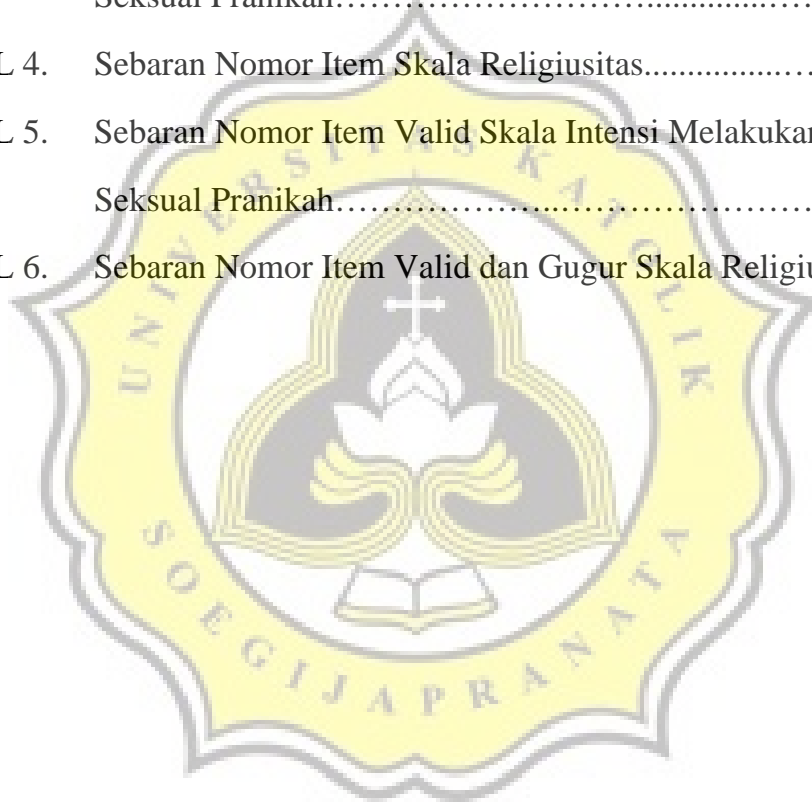 Seksual Pranikah……………………………..............…..
L 4. Sebaran Nomor Item Skala Religiusitas...............…..
L 5. Sebaran Nomor Item Valid Skala Intensi Melakukan
Seksual Pranikah…………………..……………………
L 6. Sebaran Nomor Item Valid dan Gugur Skala Religiu
UNIVERSITAS KATOLIK
SOEGIJAPRANATA